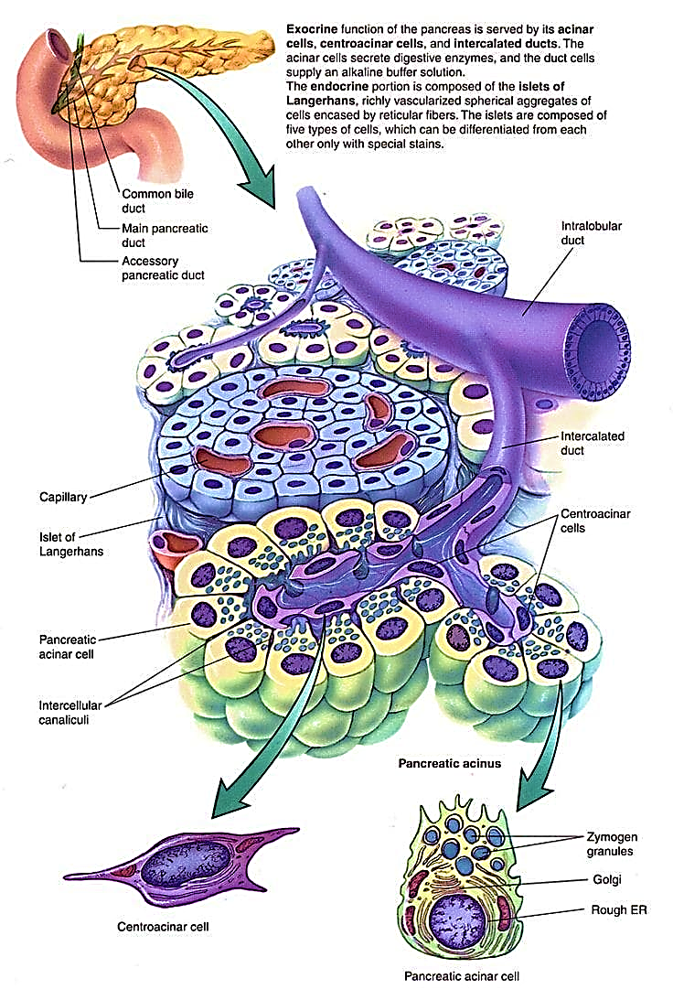 Exocrine function of the pancreas is served by its acinar
cells, centroacinar cells, and intercalated ducts. The
acinar cells secrete digestive enzymes, and the duct cells
supply an alkaline buffer solution.
The endocrine portion is composed of the islets of
Langerhans, richly vascularized spherical aggregates of
cells encased by reticular fibers. The islets are composed of
five types of cells, which can be differentiated from each
other only with special stains.
Common bile
duct
Main pancreatic
duct
Accessory
pancreatic duct
Intralobular
duct
Intercalated
duct
Capillary
Islet of
Langerhans
Centroacinar
cells
Pancreatic
acinar cell
Intercellular
canaliculi
Pancreatic acinus
Zymogen
granules
Golgi
Rough ER
Centroacinar cell
Pancreatic acinar cell